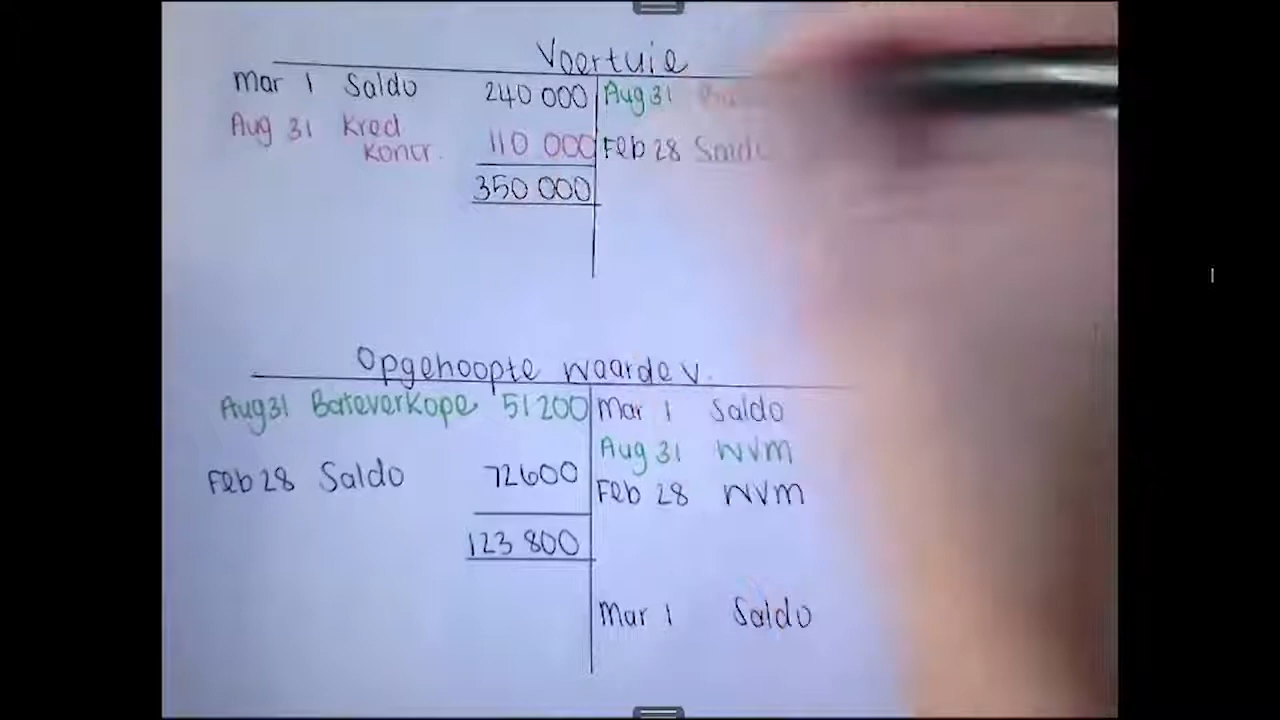 Voertuie
Mar 1 Saldo 240 000 Aug 31
Aug 31 Kred 110 000 Feb 28 Saldo
Kontr.
350 000
Opgehoopte waarde v.
Aug 31 Bateverkope 51 200 Mar 1 Saldo
Aug 31 WVM
Feb 28 Saldo 72600 Feb 28 WVM
123 800
Mar 1 Saldo